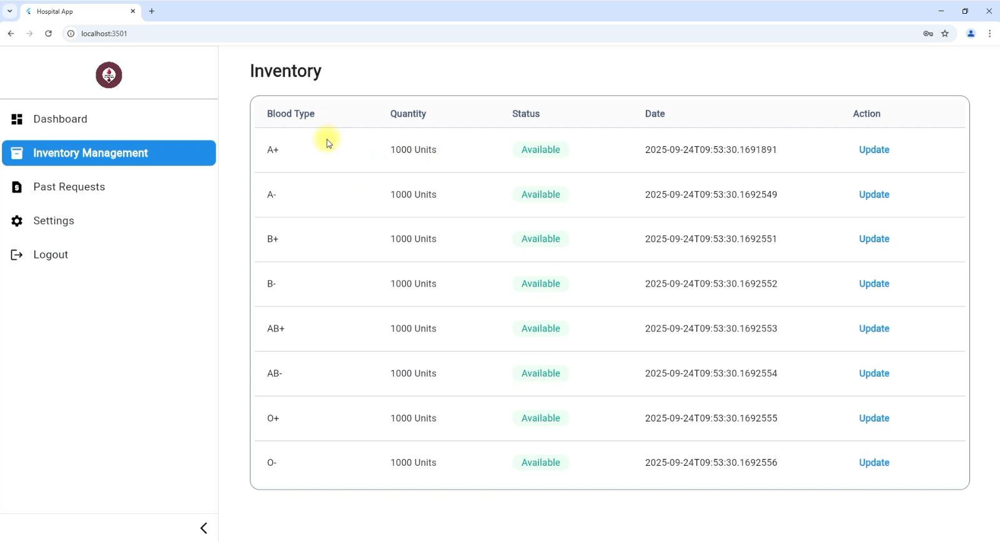 Hospital App
localhost:3501
Inventory
Blood Type Quantity Status Date Action
Dashboard
Inventory Management
Past Requests
Settings
Logout
A+ 1000 Units Available 2025-09-24T09:53:30.1691891 Update
A- 1000 Units Available 2025-09-24T09:53:30.1692549 Update
B+ 1000 Units Available 2025-09-24T09:53:30.1692551 Update
B- 1000 Units Available 2025-09-24T09:53:30.1692552 Update
AB+ 1000 Units Available 2025-09-24T09:53:30.1692553 Update
AB- 1000 Units Available 2025-09-24T09:53:30.1692554 Update
O+ 1000 Units Available 2025-09-24T09:53:30.1692555 Update
O- 1000 Units Available 2025-09-24T09:53:30.1692556 Update